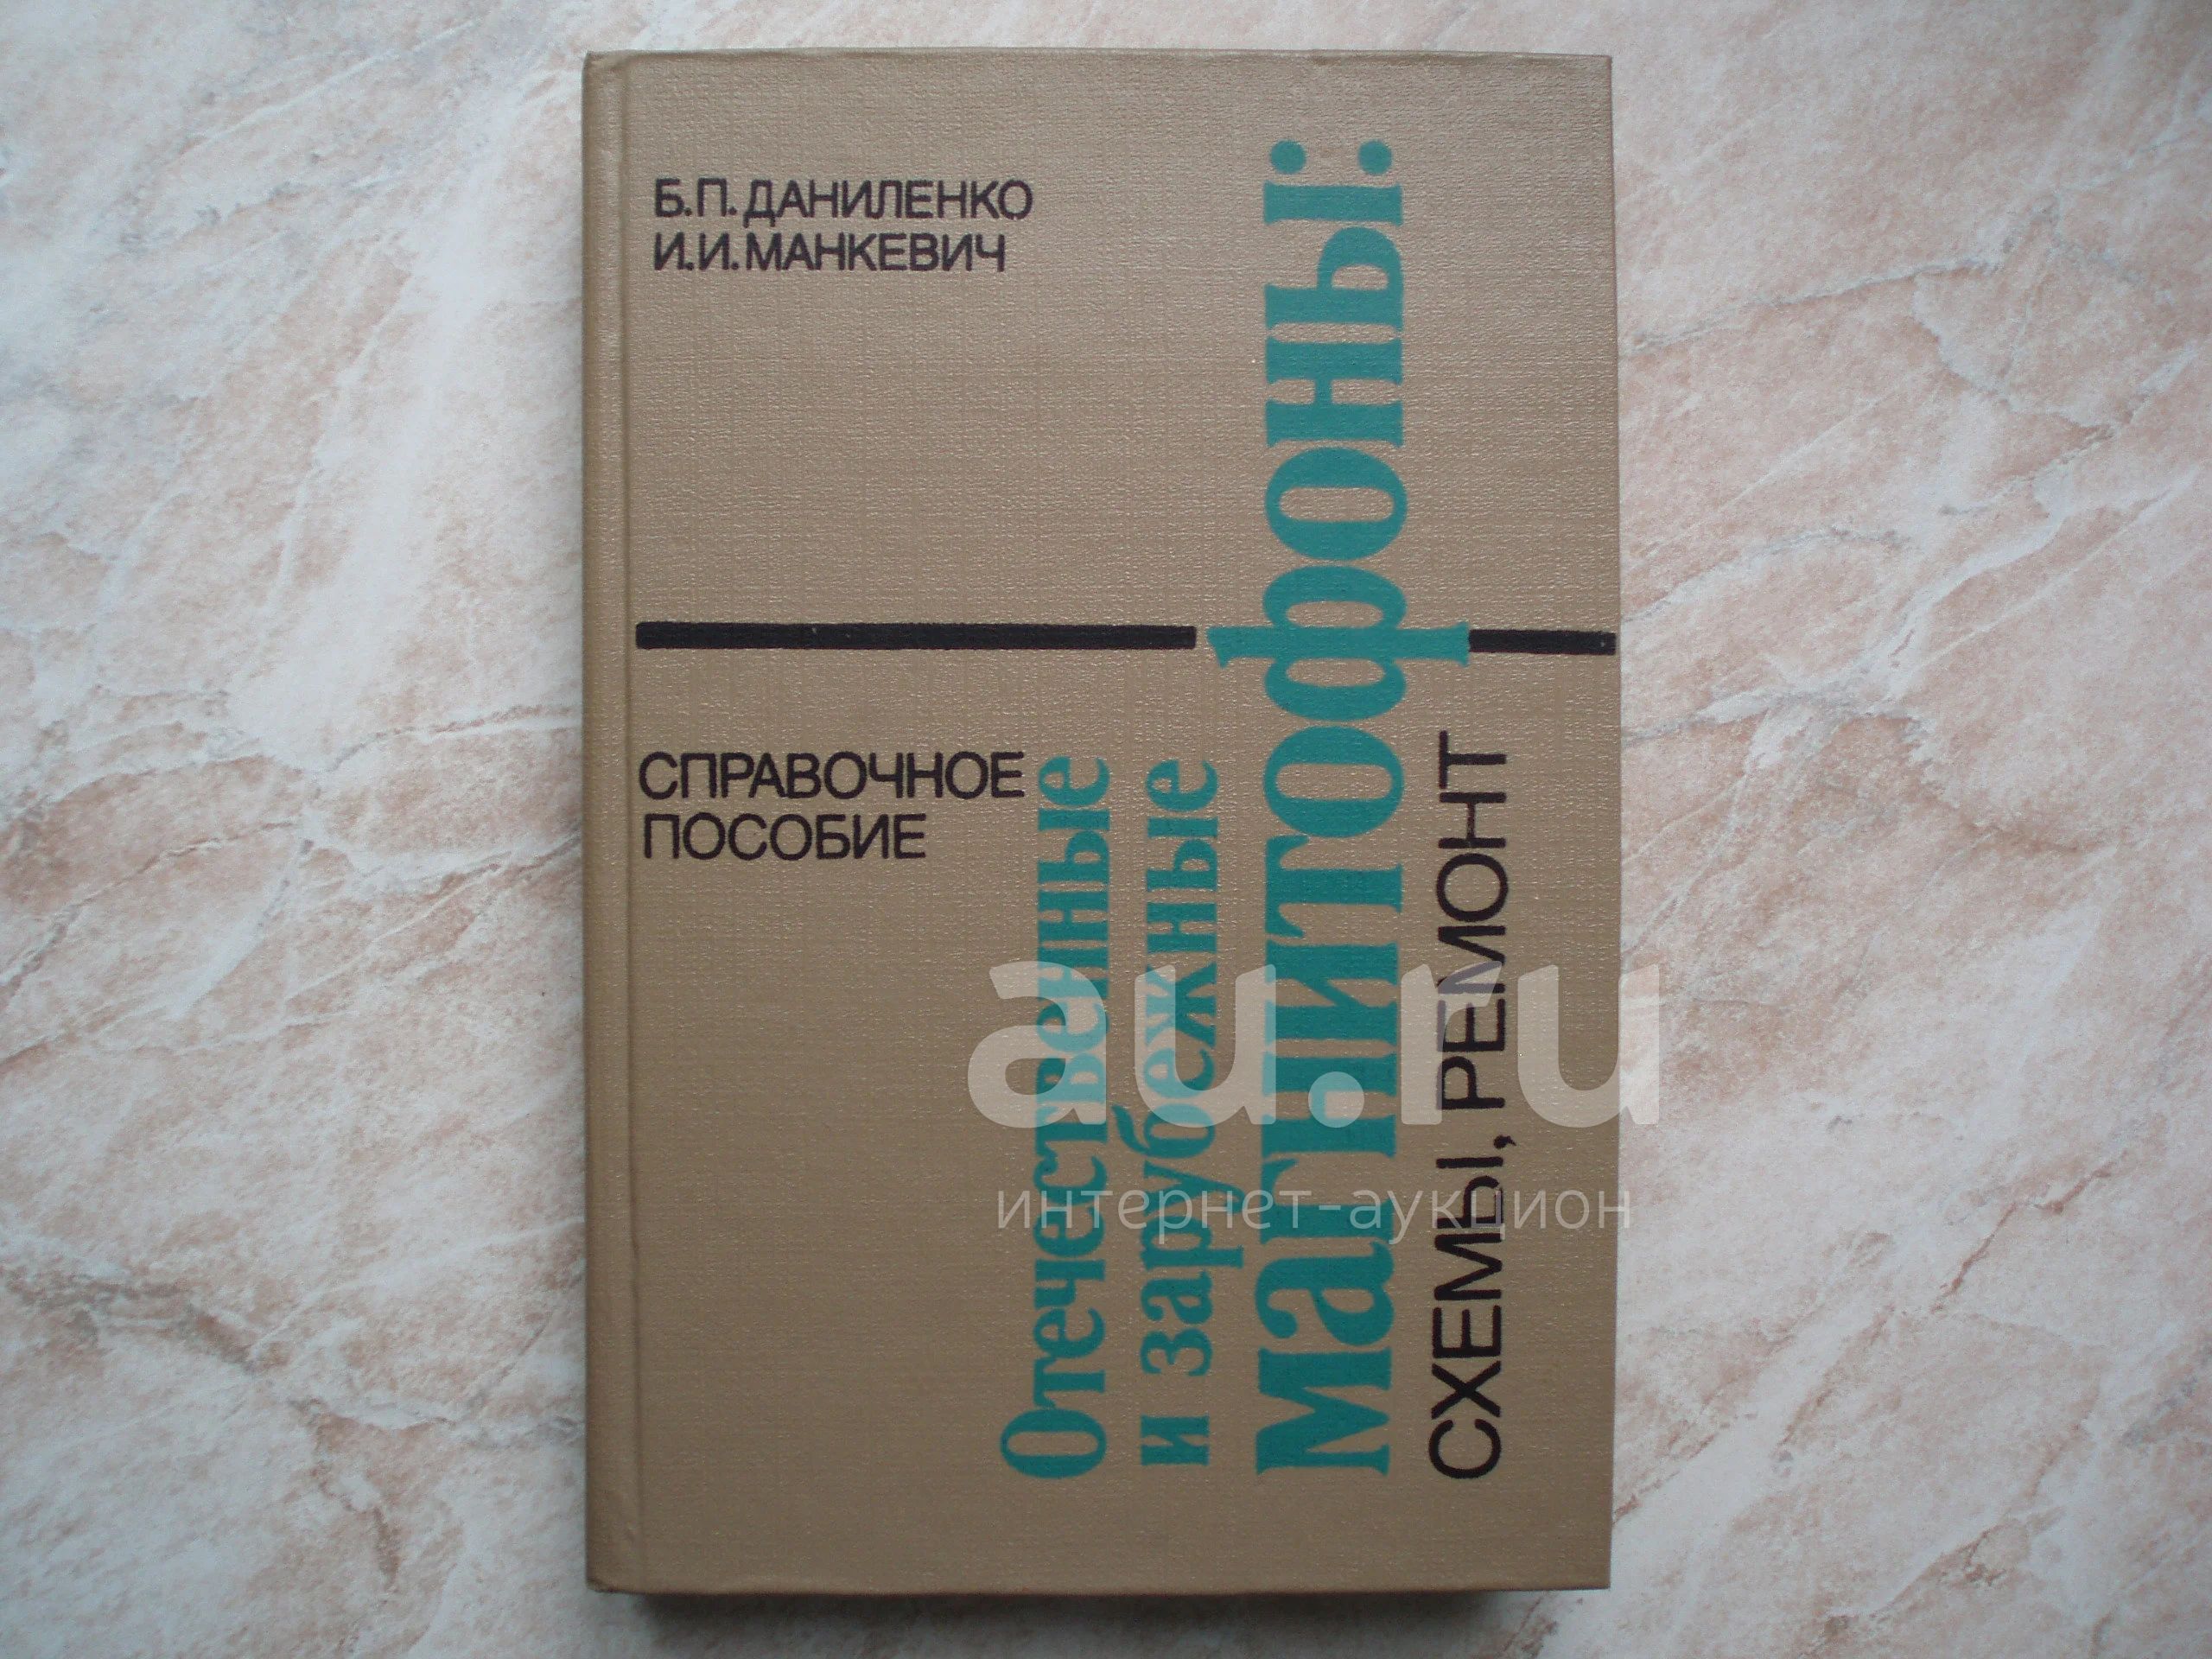 Б.П.ДАНИЛЕНКО
И.И.МАНКЕВИЧ
СПРАВОЧНОЕ
ПОСОБИЕ
Отечественные
и зарубежные
магнитофоны:
СХЕМЫ, РЕМОНТ
au.ru
интернет-аукцион